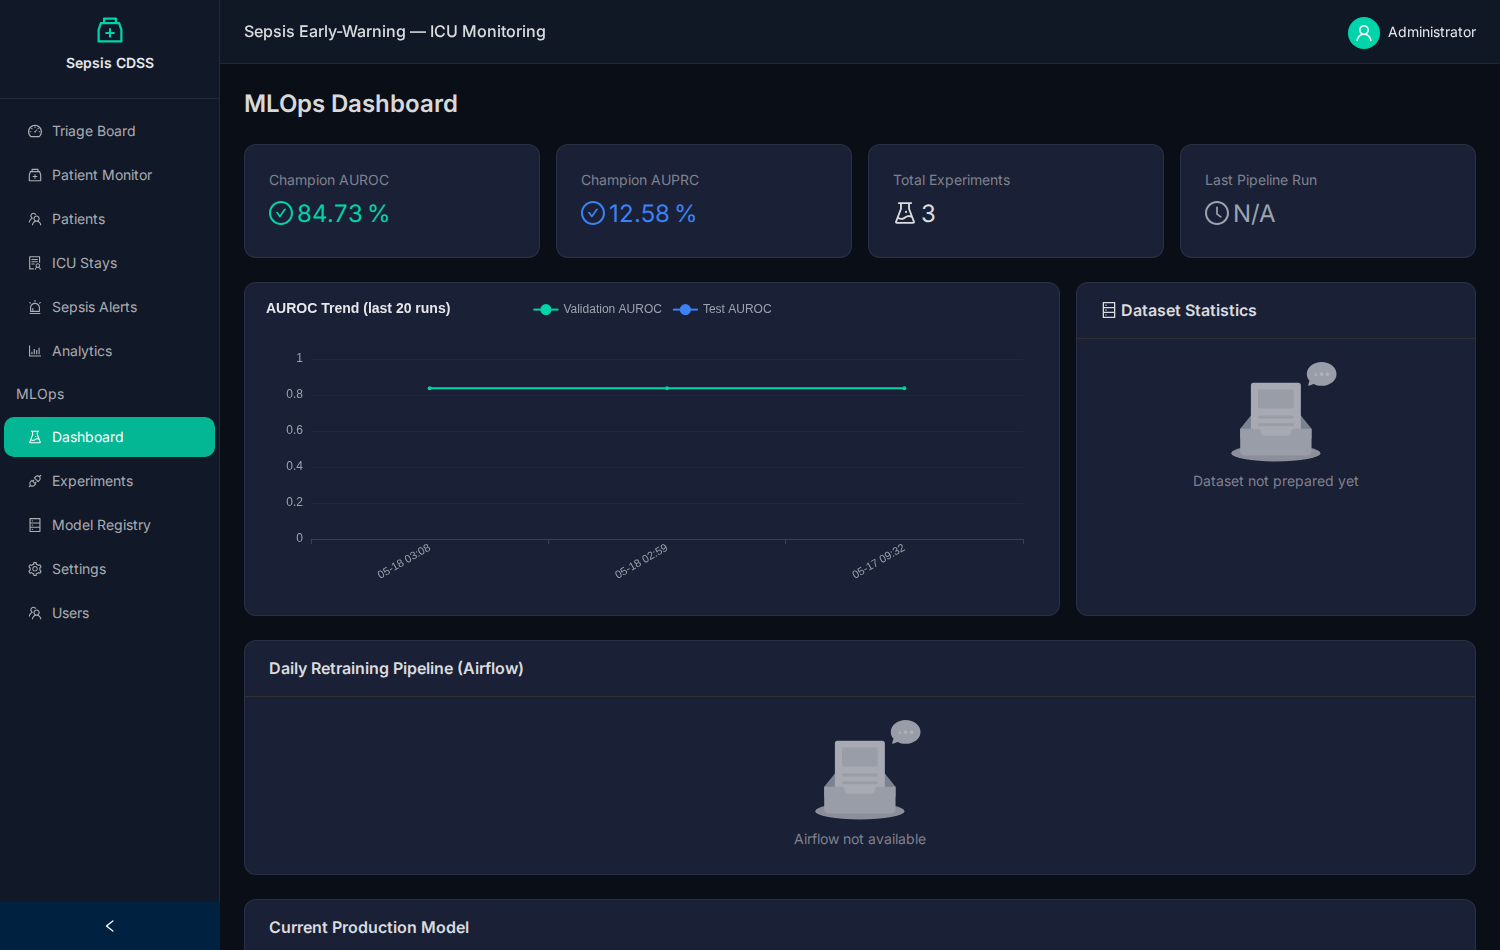 Sepsis CDSS
Triage Board
Patient Monitor
Patients
ICU Stays
Sepsis Alerts
Analytics
MLOps
Dashboard
Experiments
Model Registry
Settings
Users
Sepsis Early-Warning — ICU Monitoring
Administrator
MLOps Dashboard
Champion AUROC
84.73 %
Champion AUPRC
12.58 %
Total Experiments
3
Last Pipeline Run
N/A
AUROC Trend (last 20 runs)
Validation AUROC
Test AUROC
1
0.8
0.6
0.4
0.2
0
05-18 03:08
05-18 02:59
05-17 09:32
Dataset Statistics
Dataset not prepared yet
Daily Retraining Pipeline (Airflow)
Airflow not available
Current Production Model